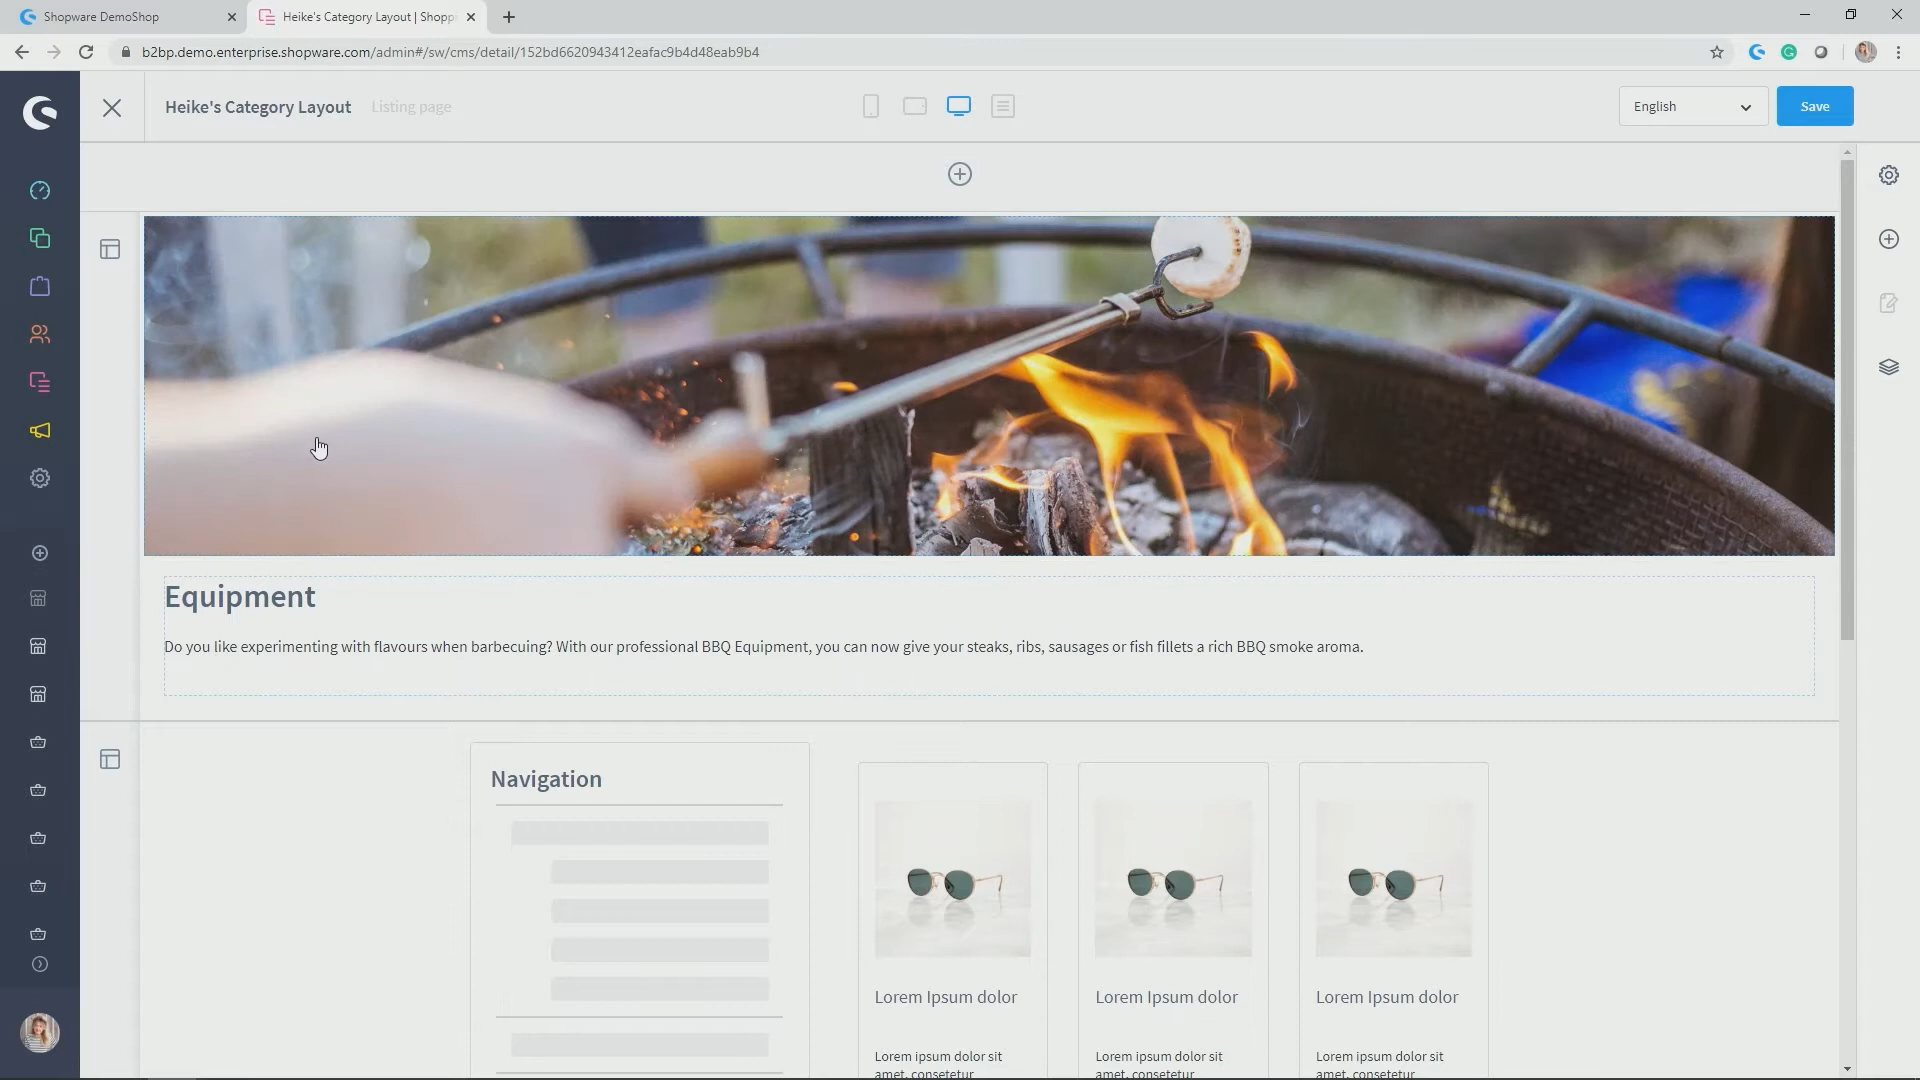 Shopware DemoShop
Heike's Category Layout | Shopp
b2bp.demo.enterprise.shopware.com/admin#/sw/cms/detail/152bd6620943412eafac9b4d48eab9b4
Heike's Category Layout
Listing page
English
Save
Equipment
Do you like experimenting with flavours when barbecuing? With our professional BBQ Equipment, you can now give your steaks, ribs, sausages or fish fillets a rich BBQ smoke aroma.
Navigation
Lorem Ipsum dolor
Lorem ipsum dolor sit
amet, consetetur
Lorem Ipsum dolor
Lorem ipsum dolor sit
amet, consetetur
Lorem Ipsum dolor
Lorem ipsum dolor sit
amet, consetetur